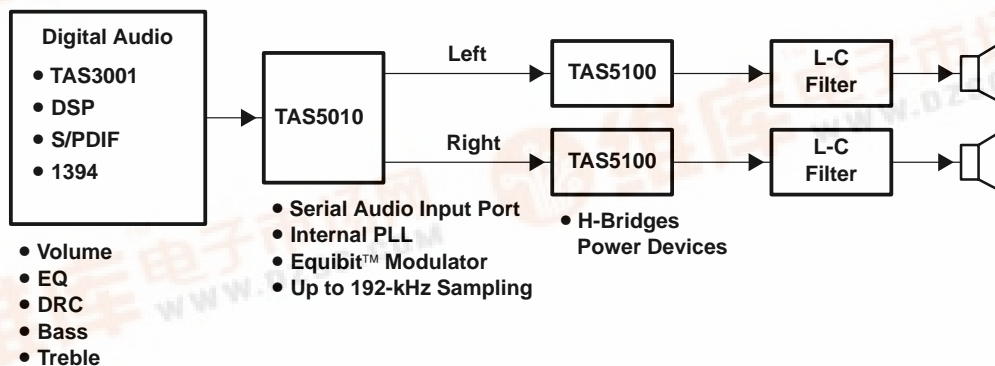 Digital Audio
• TAS3001
• DSP
• S/PDIF
• 1394
• Volume
• EQ
• DRC
• Bass
• Treble
TAS5010
• Serial Audio Input Port
• Internal PLL
• Equibit™ Modulator
• Up to 192-kHz Sampling
Left
Right
TAS5100
TAS5100
• H-Bridges
Power Devices
L-C
Filter
L-C
Filter